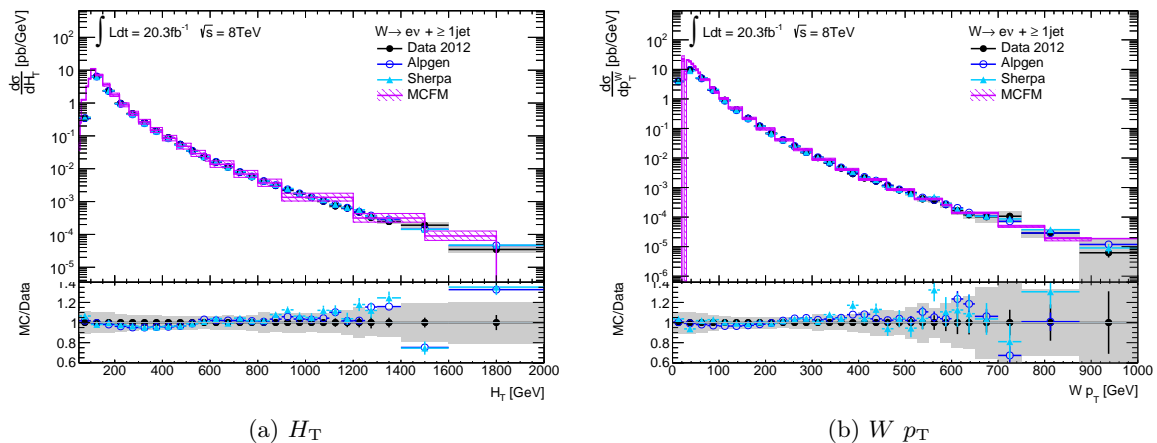 ∫ Ldt = 20.3fb⁻¹ √s = 8TeV
W→ eν + ≥ 1jet
Data 2012
Alpgen
Sherpa
MCFM
dσ/dH_T [pb/GeV]
10³
10²
10
1
10⁻¹
10⁻²
10⁻³
10⁻⁴
10⁻⁵
MC/Data
1.4
1.2
1
0.8
0.6
200 400 600 800 1000 1200 1400 1600 1800 2000
H_T [GeV]
(a) H_T
∫ Ldt = 20.3fb⁻¹ √s = 8TeV
W→ eν + ≥ 1jet
Data 2012
Alpgen
Sherpa
MCFM
dσ/dp_T^W [pb/GeV]
10³
10²
10
1
10⁻¹
10⁻²
10⁻³
10⁻⁴
10⁻⁵
10⁻⁶
MC/Data
1.4
1.2
1
0.8
0.6
0 100 200 300 400 500 600 700 800 900 1000
W p_T [GeV]
(b) W p_T